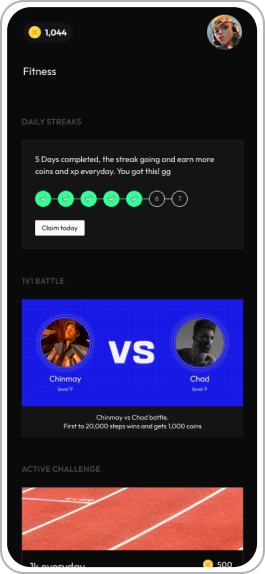 1,044
Fitness
DAILY STREAKS
5 Days completed, the streak going and earn more
coins and xp everyday. You got this! gg
6 7
Claim today
1V1 BATTLE
VS
Chinmay Chad
level 9 level 9
Chinmay vs Chad battle.
First to 20,000 steps wins and gets 1,000 coins
ACTIVE CHALLENGE
1k everyday 500